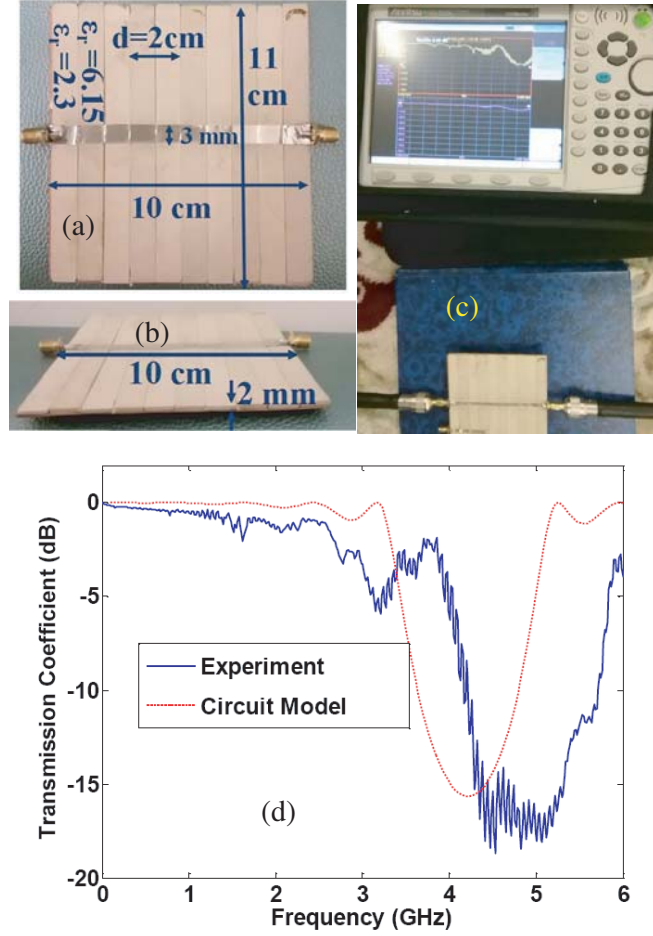 εr=6.15
εr=2.3
d=2cm
11
cm
3 mm
10 cm
(a)
(b)
10 cm
2 mm
(c)
0
-5
-10
-15
-20
Transmission Coefficient (dB)
Experiment
Circuit Model
(d)
0 1 2 3 4 5 6
Frequency (GHz)